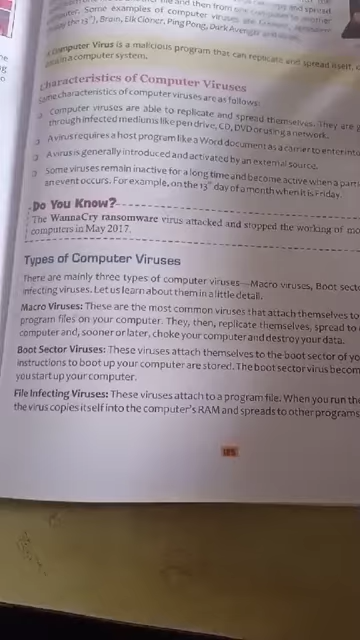 and then from one computer to another
computer. Some examples of computer viruses are
the 13th), Brain, Elk Cloner, Ping Pong, Dark Avenger
Computer Virus is a malicious program that can replicate and spread itself,
in a computer system.
Characteristics of Computer Viruses
Some characteristics of computer viruses are as follows:
Computer viruses are able to replicate and spread themselves. They are
through infected mediums like pen drive, CD, DVD or using a network.
A virus requires a host program like a Word document as a carrier to enter into
A virus is generally introduced and activated by an external source.
Some viruses remain inactive for a long time and become active when a
an event occurs. For example, on the 13th day of a month when it is Friday.
Do You Know?
The WannaCry ransomware virus attacked and stopped the working of
computers in May 2017.
Types of Computer Viruses
There are mainly three types of computer viruses—Macro viruses, Boot
infecting viruses. Let us learn about them in a little detail.
Macro Viruses: These are the most common viruses that attach themselves to
program files on your computer. They, then, replicate themselves, spread to
computer and, sooner or later, choke your computer and destroy your data.
Boot Sector Viruses: These viruses attach themselves to the boot sector of
instructions to boot up your computer are stored. The boot sector virus
you start up your computer.
File Infecting Viruses: These viruses attach to a program file. When you run
the virus copies itself into the computer's RAM and spreads to other programs